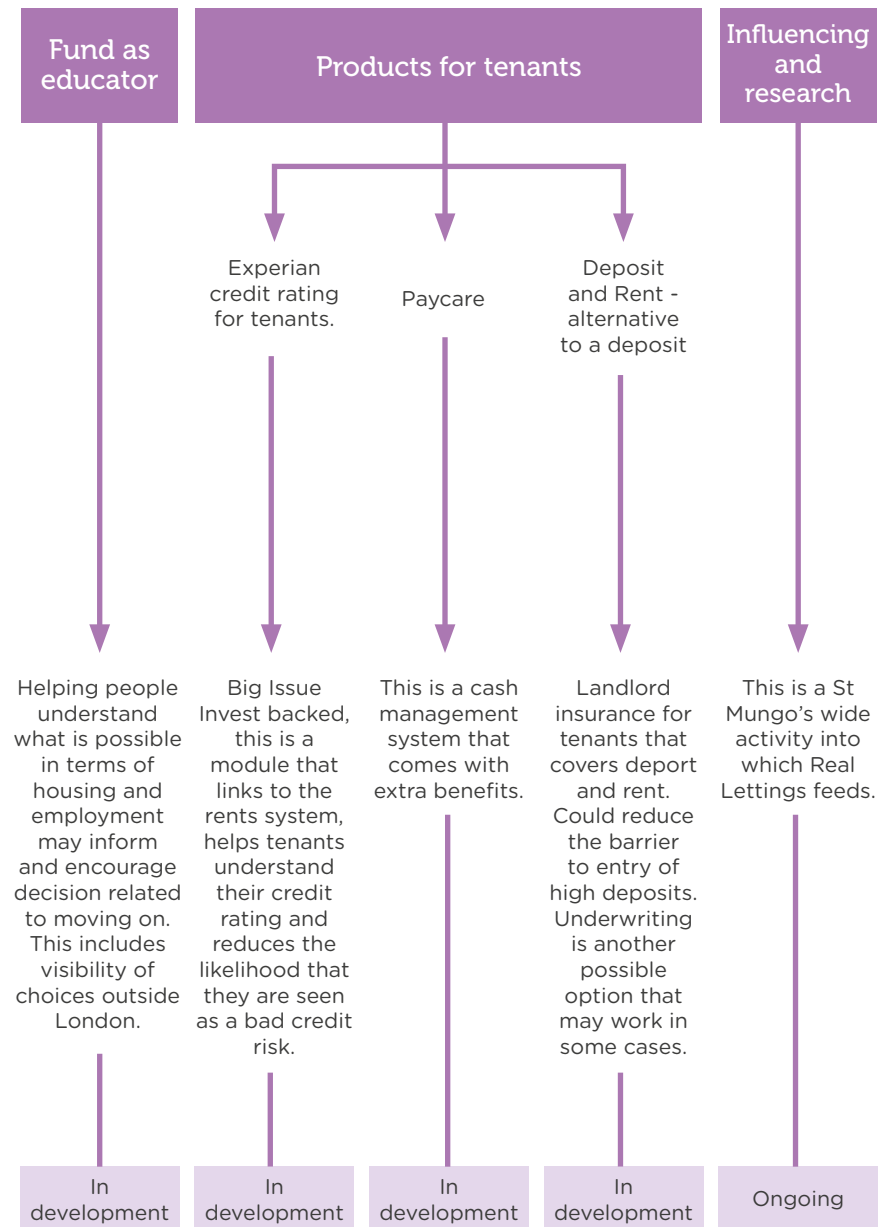 Fund as
educator
Products for tenants
Influencing
and
research
Experian
credit rating
for tenants.
Paycare
Deposit
and Rent -
alternative
to a deposit
Helping people
understand
what is possible
in terms of
housing and
employment
may inform
and encourage
decision related
to moving on.
This includes
visibility of
choices outside
London.
Big Issue
Invest backed,
this is a
module that
links to the
rents system,
helps tenants
understand
their credit
rating and
reduces the
likelihood that
they are seen
as a bad credit
risk.
This is a cash
management
system that
comes with
extra benefits.
Landlord
insurance for
tenants that
covers deport
and rent.
Could reduce
the barrier
to entry of
high deposits.
Underwriting
is another
possible
option that
may work in
some cases.
This is a St
Mungo’s wide
activity into
which Real
Lettings feeds.
In
development
In
development
In
development
In
development
Ongoing